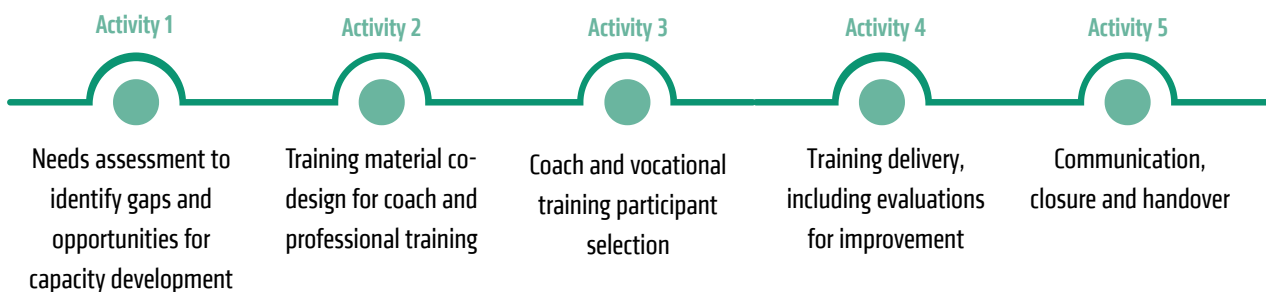 Activity 1
Needs assessment to
identify gaps and
opportunities for
capacity development
Activity 2
Training material co-
design for coach and
professional training
Activity 3
Coach and vocational
training participant
selection
Activity 4
Training delivery,
including evaluations
for improvement
Activity 5
Communication,
closure and handover